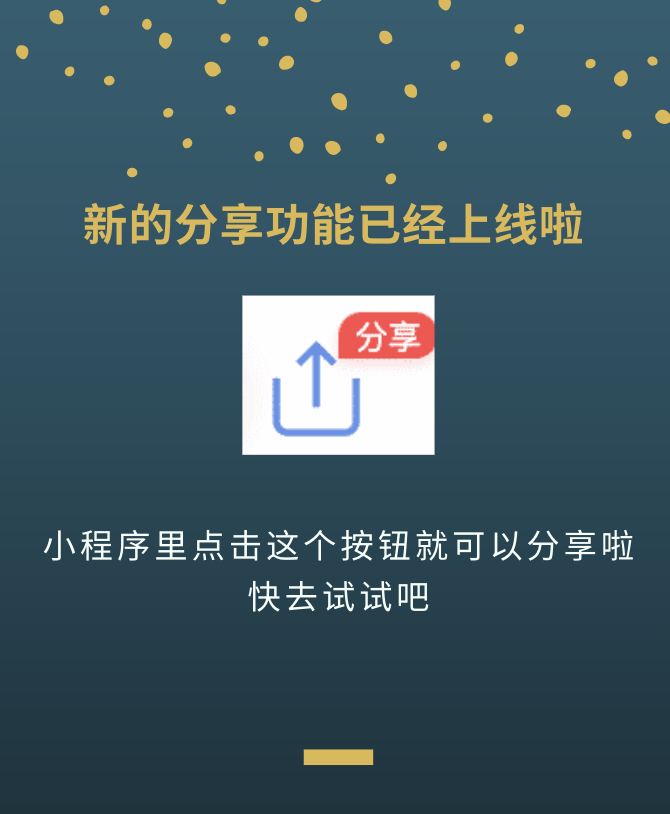 新的分享功能已经上线啦
分享
小程序里点击这个按钮就可以分享啦
快去试试吧